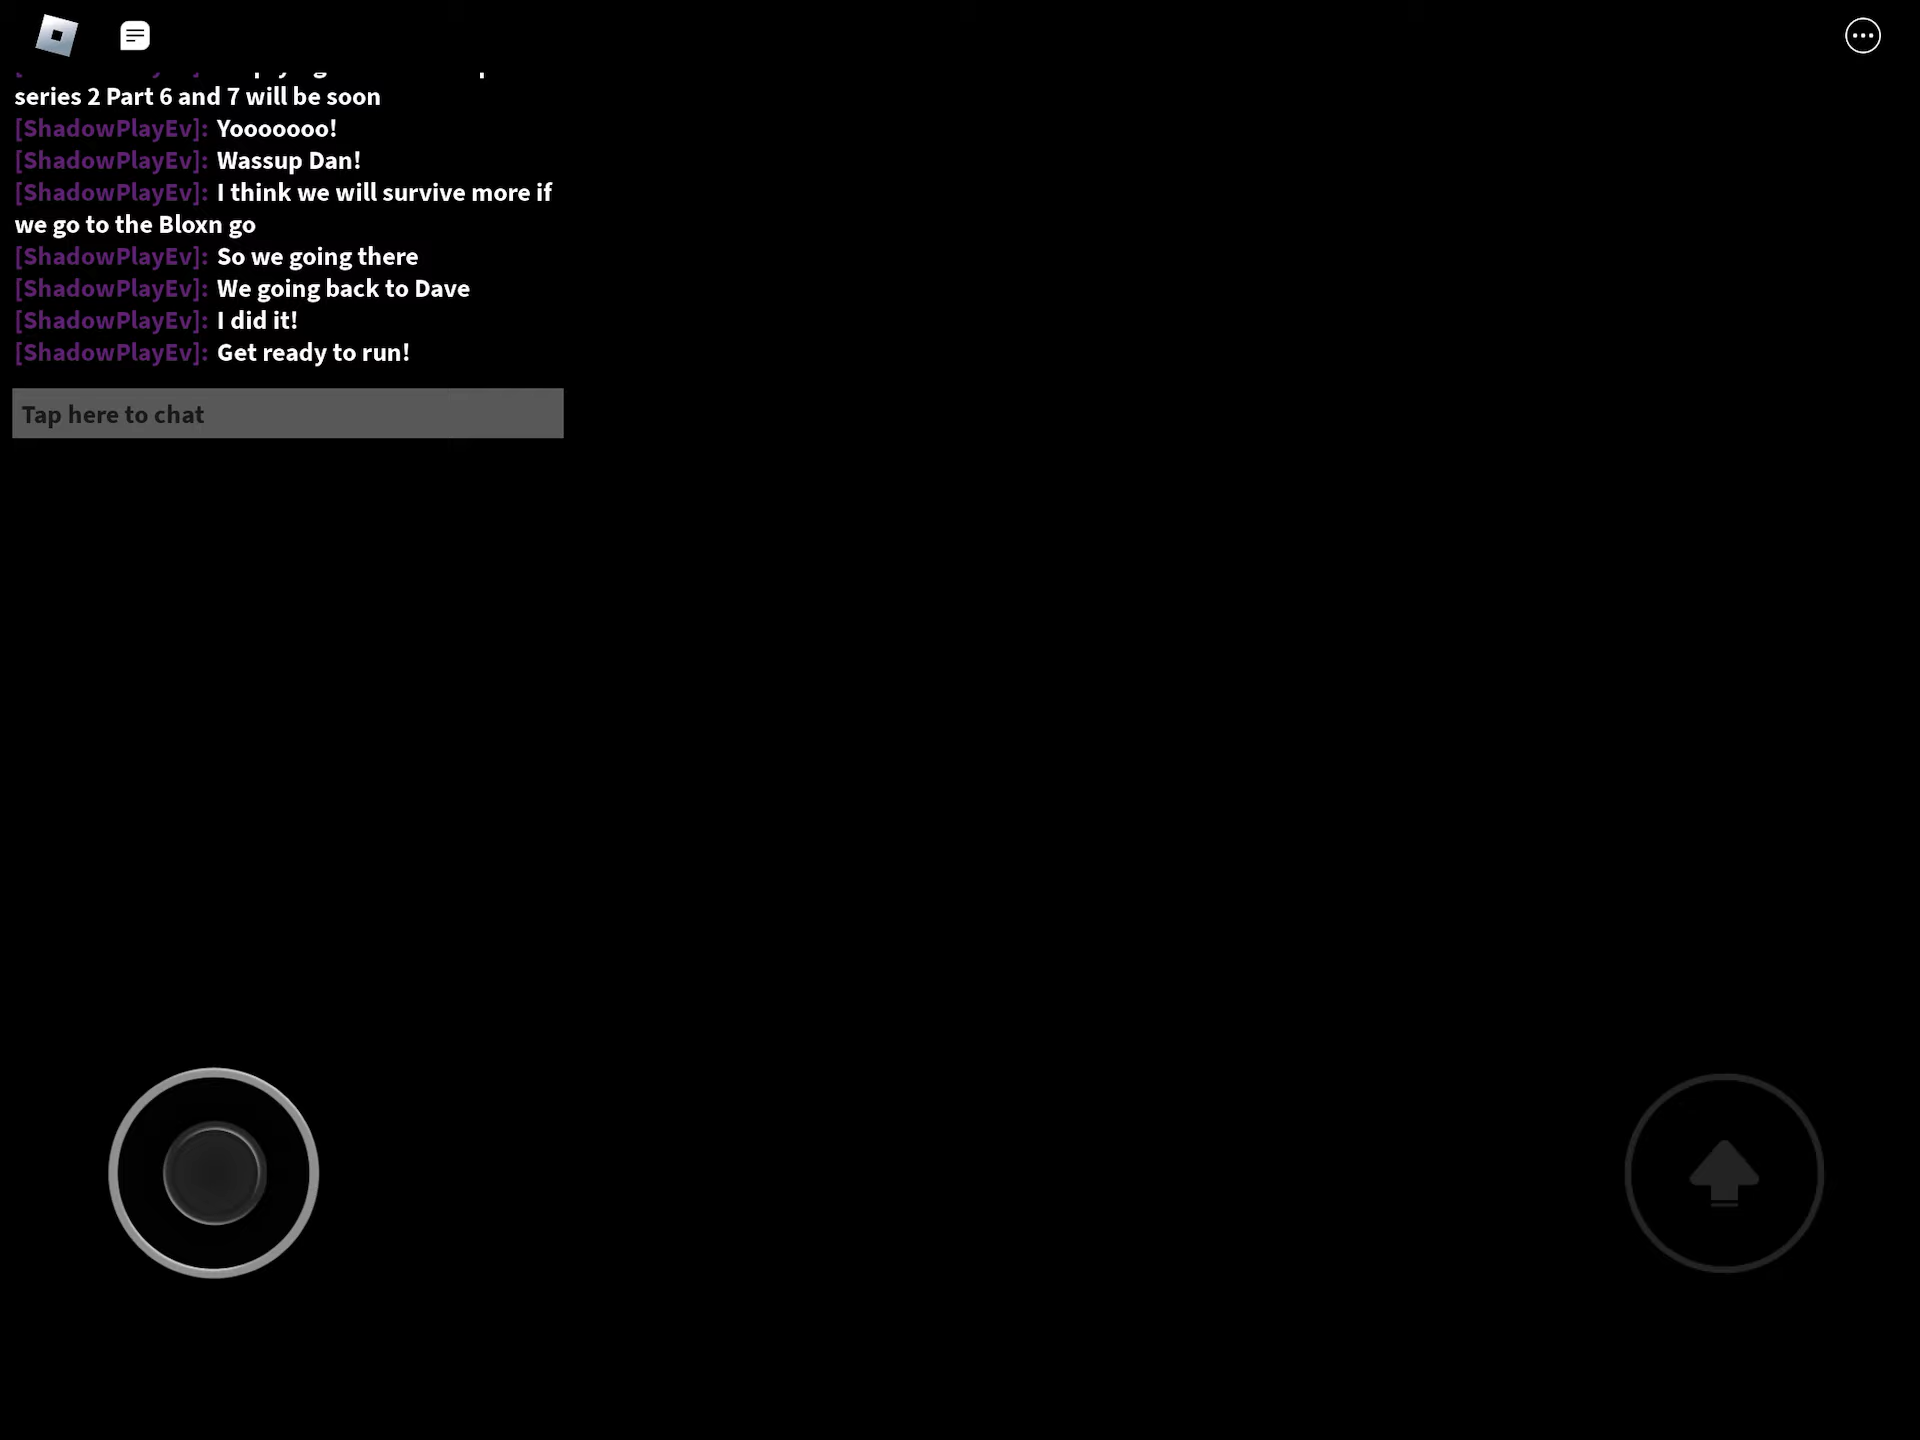 series 2 Part 6 and 7 will be soon
[ShadowPlayEv]: Yooooooo!
[ShadowPlayEv]: Wassup Dan!
[ShadowPlayEv]: I think we will survive more if
we go to the Bloxn go
[ShadowPlayEv]: So we going there
[ShadowPlayEv]: We going back to Dave
[ShadowPlayEv]: I did it!
[ShadowPlayEv]: Get ready to run!
Tap here to chat